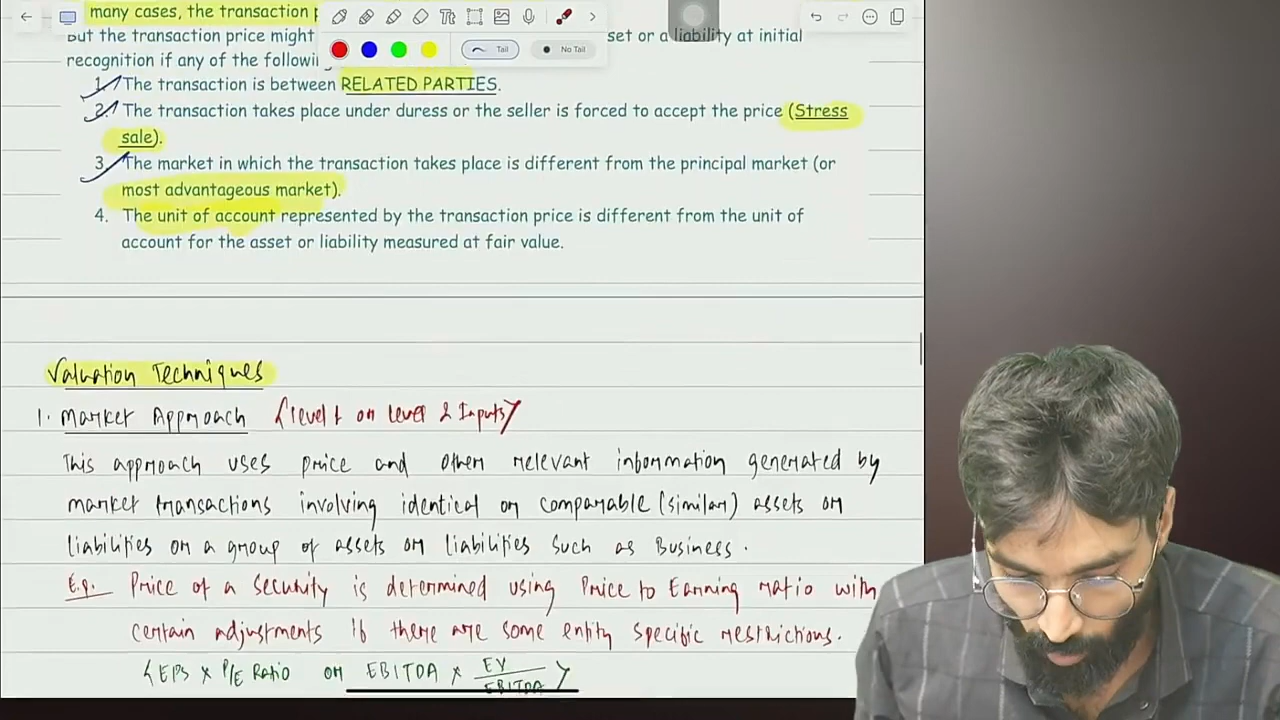 many cases, the transaction p
but the transaction price might
set or a liability at initial
recognition if any of the following
Tail
No Tail
1. The transaction is between RELATED PARTIES.
2. The transaction takes place under duress or the seller is forced to accept the price (Stress
sale).
3. The market in which the transaction takes place is different from the principal market (or
most advantageous market).
4. The unit of account represented by the transaction price is different from the unit of
account for the asset or liability measured at fair value.
Valuation Techniques
1. Market Approach {level 1 or Level 2 Inputs}
This approach uses price and other relevant information generated by
market transactions involving identical or comparable (similar) assets or
liabilities or a group of assets or liabilities such as Business.
E.g. Price of a security is determined using Price to Earning ratio with
certain adjustments if there are some entity specific restrictions.
{EPS x P/E Ratio or EBITDA x EV/EBITDA}